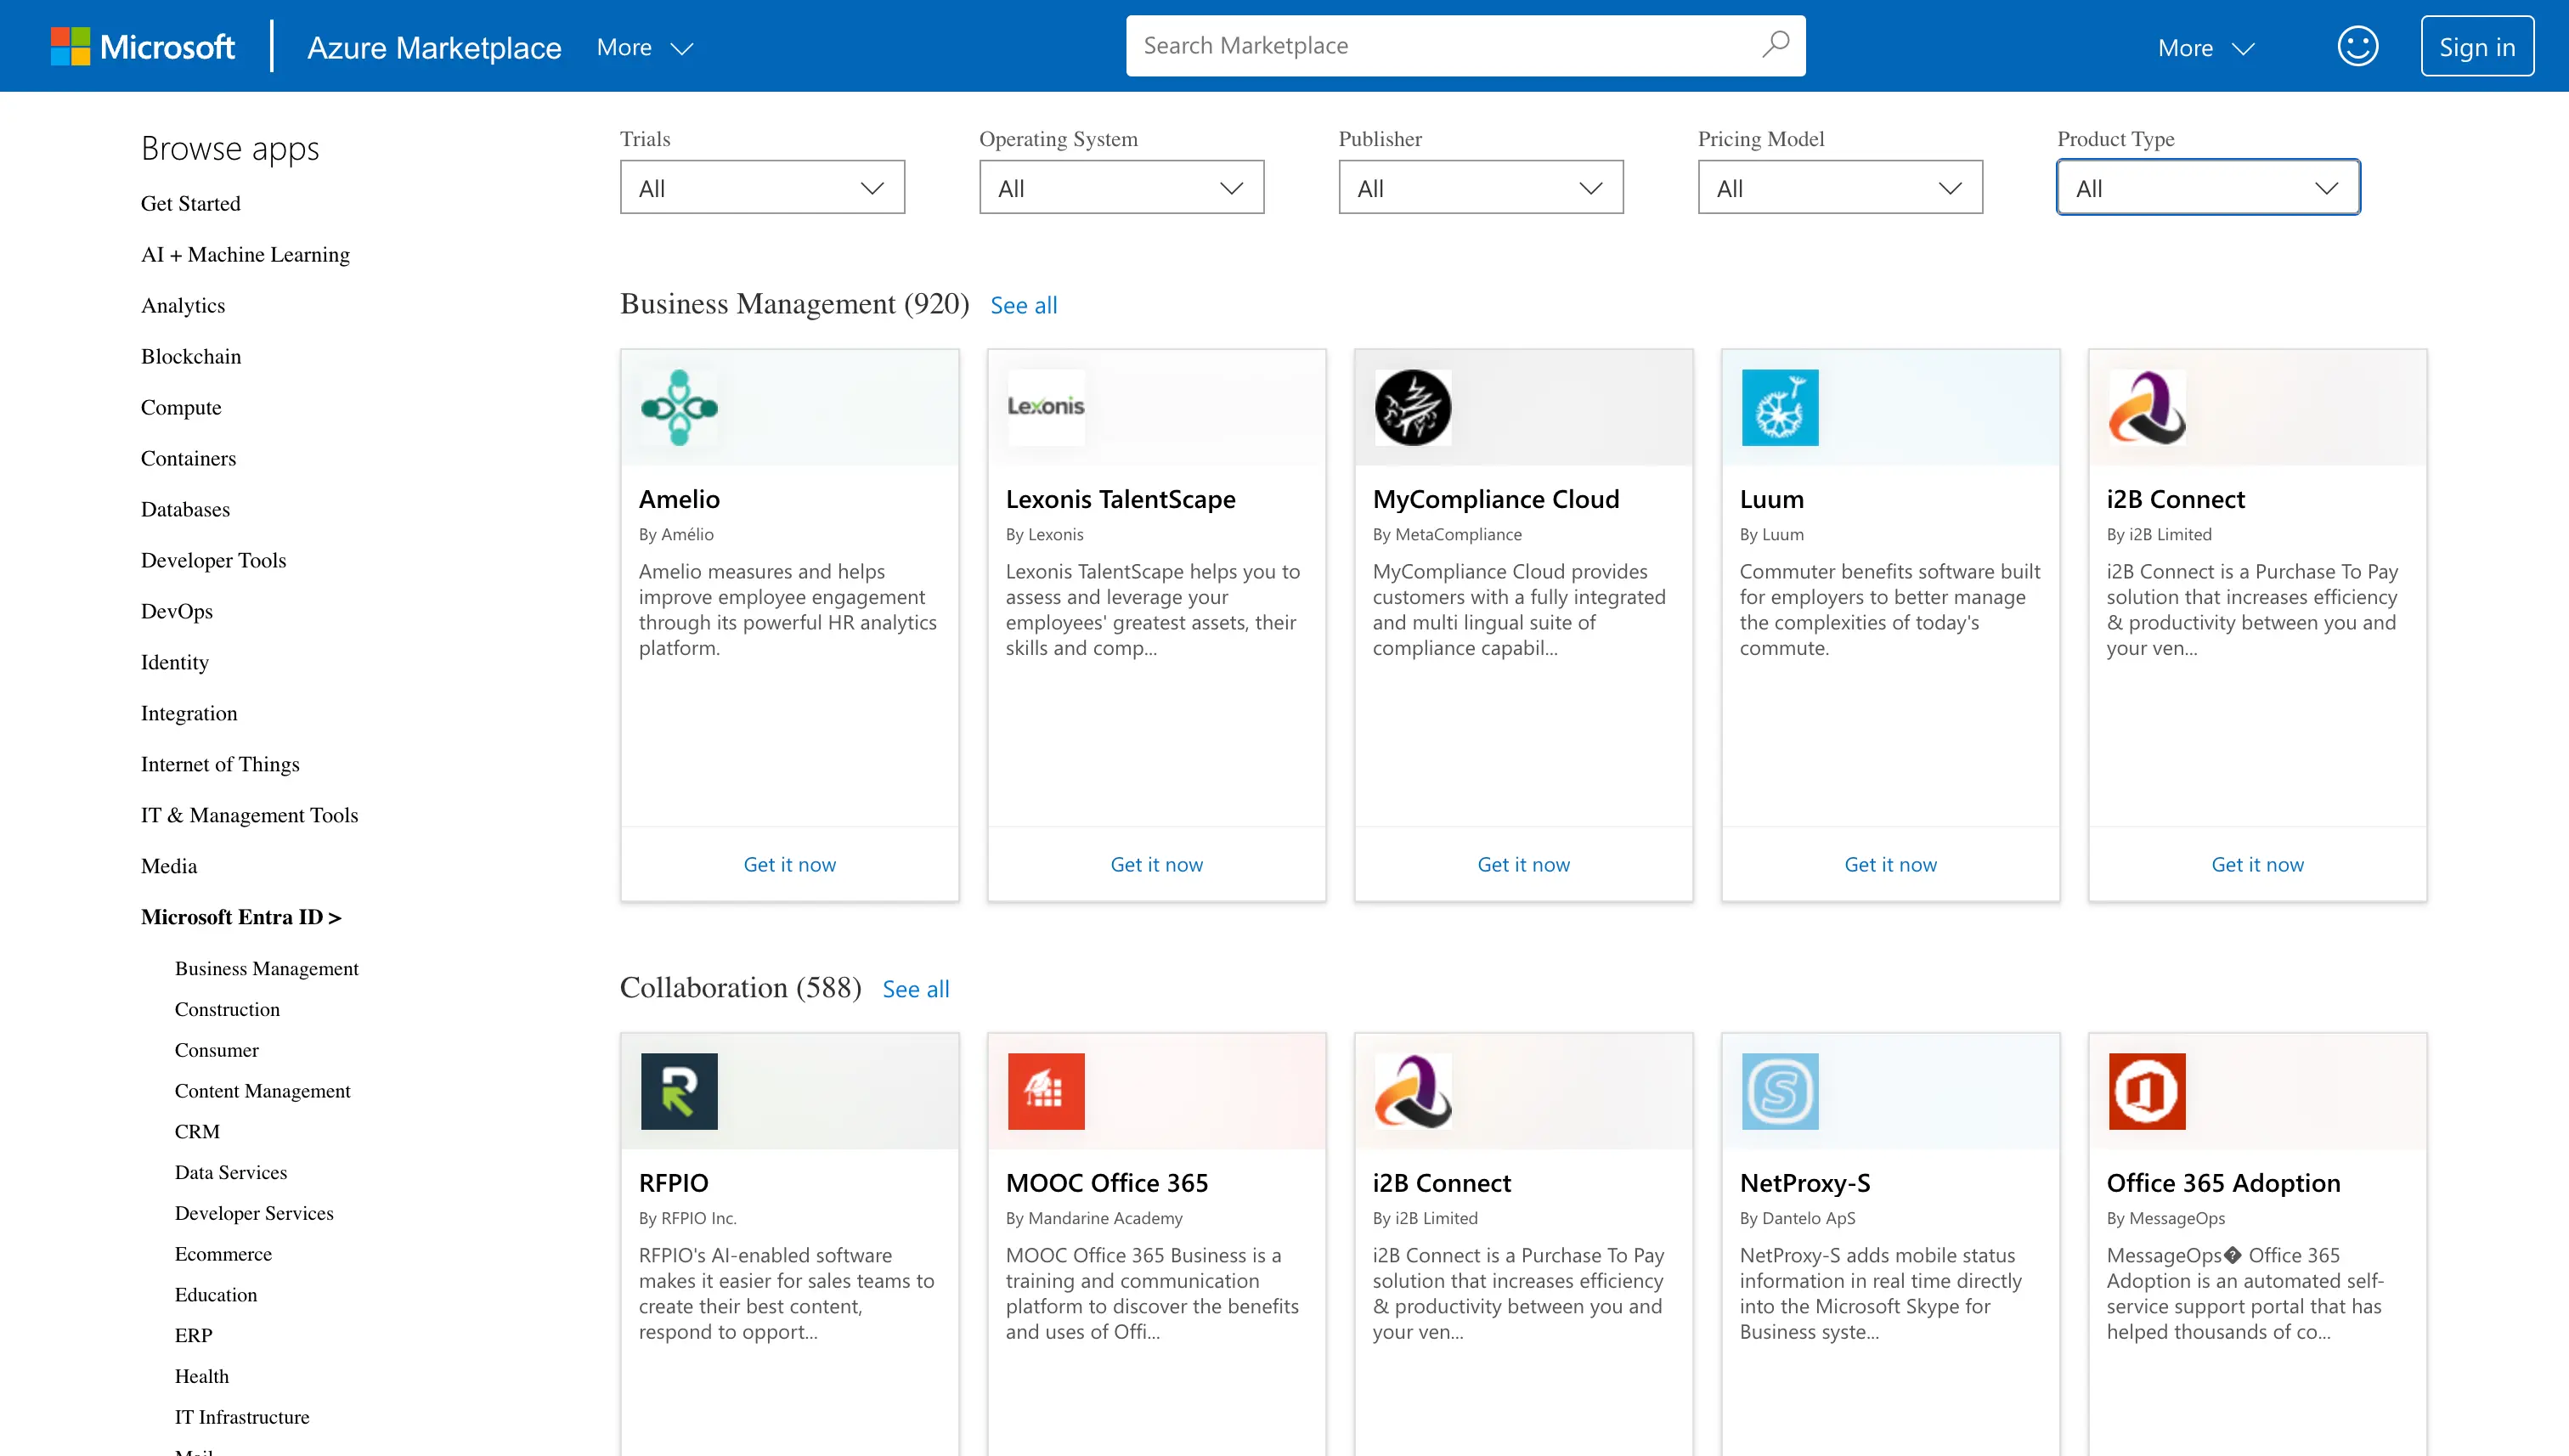 Microsoft
Azure Marketplace
More
Search Marketplace
More
Sign in
Browse apps
Get Started
AI + Machine Learning
Analytics
Blockchain
Compute
Containers
Databases
Developer Tools
DevOps
Identity
Integration
Internet of Things
IT & Management Tools
Media
Microsoft Entra ID >
Business Management
Construction
Consumer
Content Management
CRM
Data Services
Developer Services
Ecommerce
Education
ERP
Health
IT Infrastructure
Trials
All
Operating System
All
Publisher
All
Pricing Model
All
Product Type
All
Business Management (920) See all
Amelio
By Amélio
Amelio measures and helps
improve employee engagement
through its powerful HR analytics
platform.
Get it now
Lexonis
Lexonis TalentScape
By Lexonis
Lexonis TalentScape helps you to
assess and leverage your
employees' greatest assets, their
skills and comp...
Get it now
MyCompliance Cloud
By MetaCompliance
MyCompliance Cloud provides
customers with a fully integrated
and multi lingual suite of
compliance capabil...
Get it now
Luum
By Luum
Commuter benefits software built
for employers to better manage
the complexities of today's
commute.
Get it now
i2B Connect
By i2B Limited
i2B Connect is a Purchase To Pay
solution that increases efficiency
& productivity between you and
your ven...
Get it now
Collaboration (588) See all
RFPIO
By RFPIO Inc.
RFPIO's AI-enabled software
makes it easier for sales teams to
create their best content,
respond to opport...
MOOC Office 365
By Mandarine Academy
MOOC Office 365 Business is a
training and communication
platform to discover the benefits
and uses of Offi...
i2B Connect
By i2B Limited
i2B Connect is a Purchase To Pay
solution that increases efficiency
& productivity between you and
your ven...
S
NetProxy-S
By Dantelo ApS
NetProxy-S adds mobile status
information in real time directly
into the Microsoft Skype for
Business syste...
Office 365 Adoption
By MessageOps
MessageOps� Office 365
Adoption is an automated self-
service support portal that has
helped thousands of co...